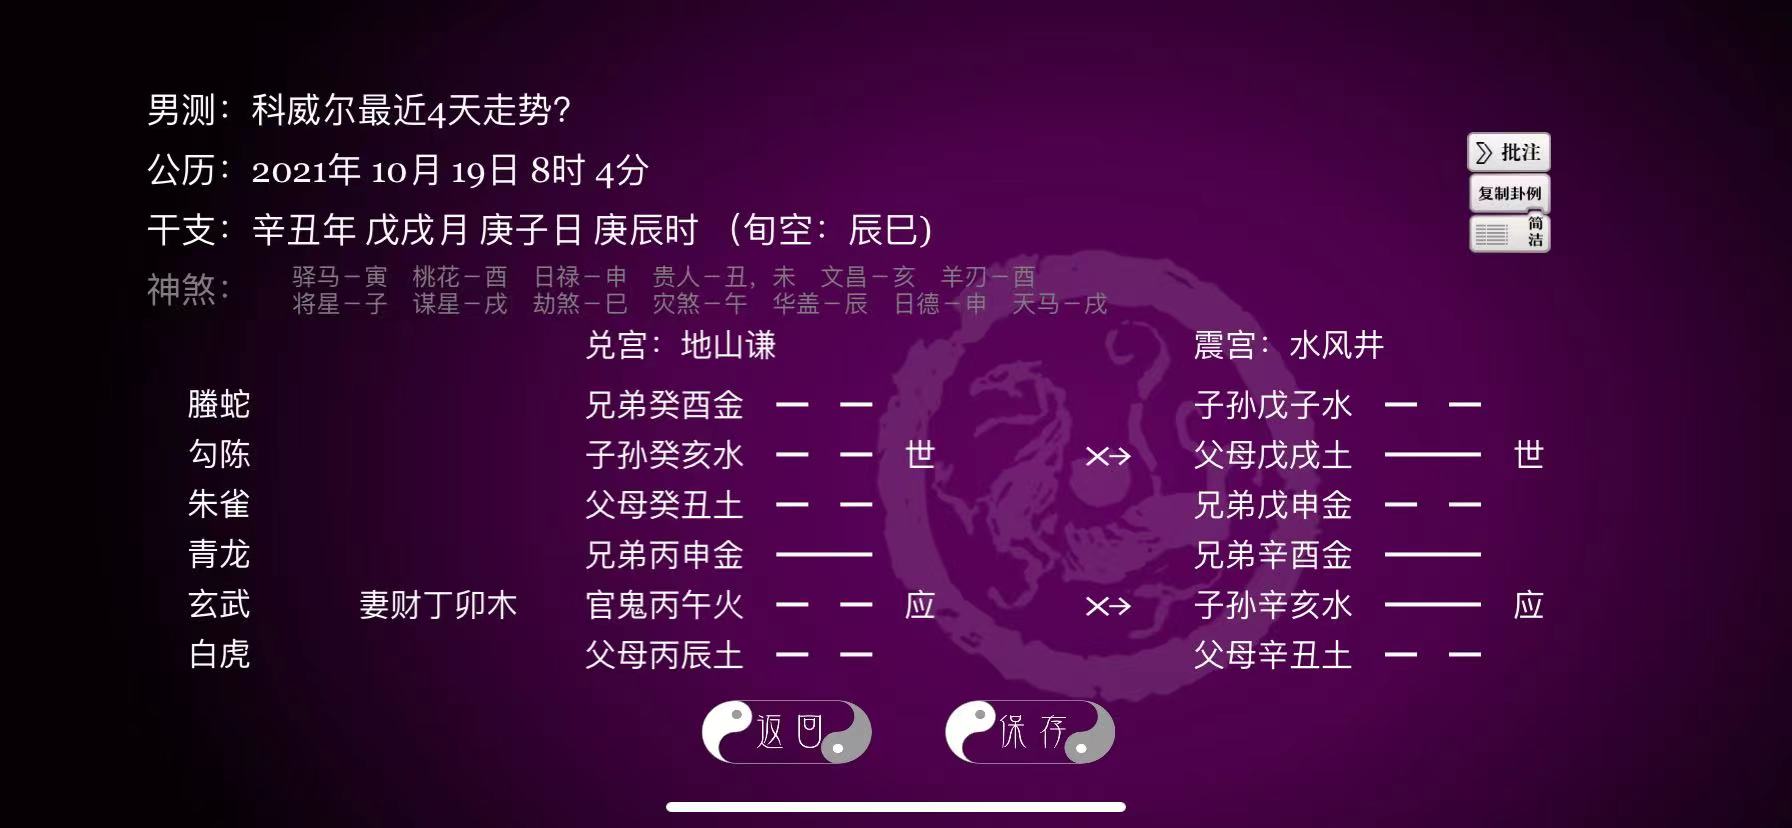 男测：科威尔最近4天走势？
公历：2021年 10月 19日 8时 4分
干支：辛丑年 戊戌月 庚子日 庚辰时 （旬空：辰巳)
神煞：
驿马－寅 桃花－酉 日禄－申 贵人－丑，未 文昌－亥 羊刃－酉
将星－子 谋星－戌 劫煞－巳 灾煞－午 华盖－辰 日德－申 天马－戌
批注
复制卦例
简洁
兑宫：地山谦 震宫：水风井
螣蛇 兄弟癸酉金 子孙戊子水
勾陈 子孙癸亥水 世 ×→ 父母戊戌土 世
朱雀 父母癸丑土 兄弟戊申金
青龙 兄弟丙申金 兄弟辛酉金
玄武 妻财丁卯木 官鬼丙午火 应 ×→ 子孙辛亥水 应
白虎 父母丙辰土 父母辛丑土
返回 保存